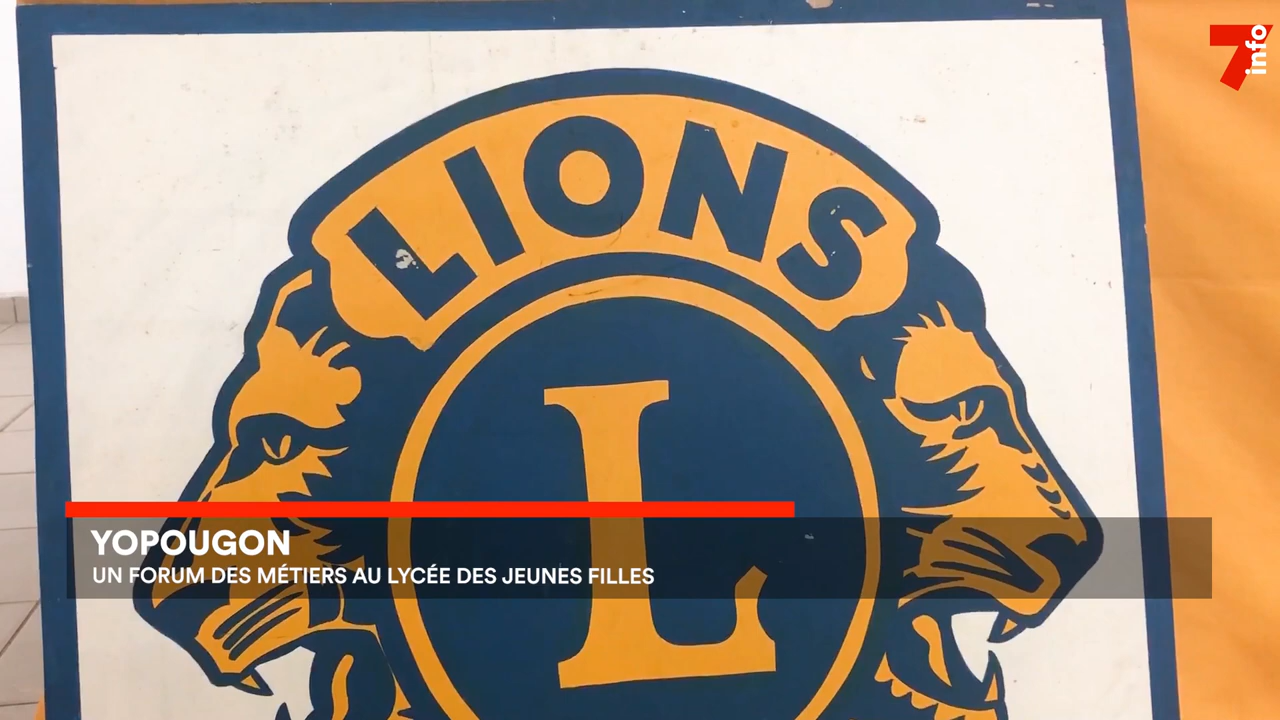 7 info
LIONS
L
YOPOUGON
UN FORUM DES MÉTIERS AU LYCÉE DES JEUNES FILLES